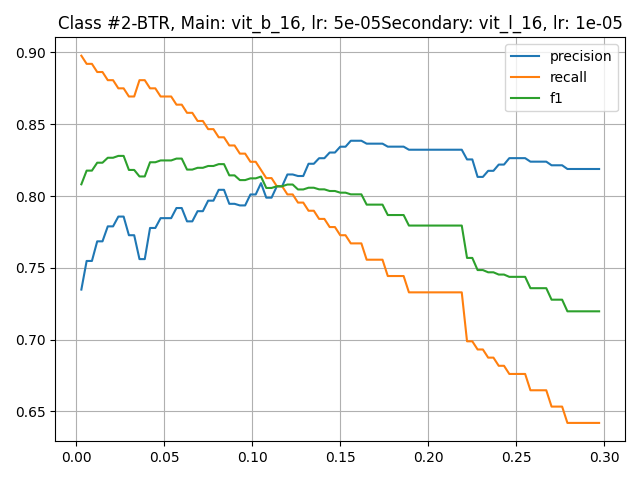 Class #2-BTR, Main: vit_b_16, lr: 5e-05Secondary: vit_l_16, lr: 1e-05
precision
recall
f1
0.90
0.85
0.80
0.75
0.70
0.65
0.00 0.05 0.10 0.15 0.20 0.25 0.30